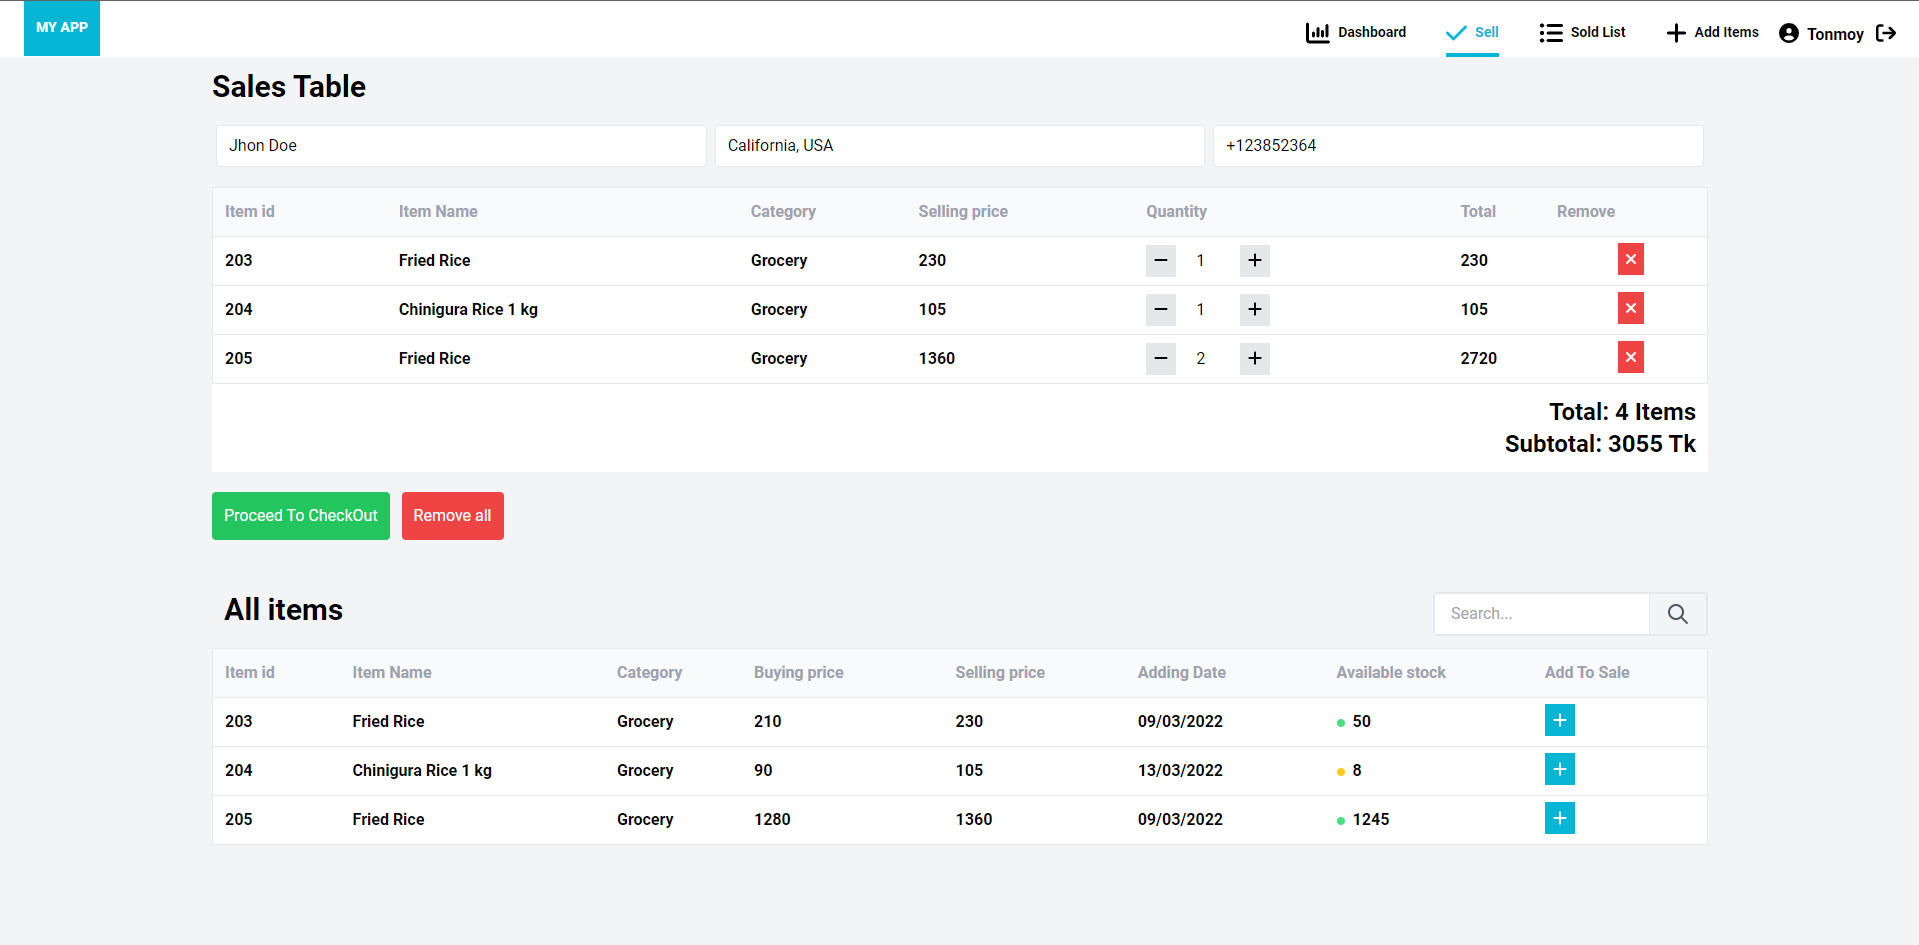 MY APP
Dashboard Sell Sold List Add Items Tonmoy
Sales Table
Jhon Doe California, USA +123852364
Item id Item Name Category Selling price Quantity Total Remove
203 Fried Rice Grocery 230 1 230
204 Chinigura Rice 1 kg Grocery 105 1 105
205 Fried Rice Grocery 1360 2 2720
Total: 4 Items
Subtotal: 3055 Tk
Proceed To CheckOut Remove all
All items
Search...
Item id Item Name Category Buying price Selling price Adding Date Available stock Add To Sale
203 Fried Rice Grocery 210 230 09/03/2022 50
204 Chinigura Rice 1 kg Grocery 90 105 13/03/2022 8
205 Fried Rice Grocery 1280 1360 09/03/2022 1245